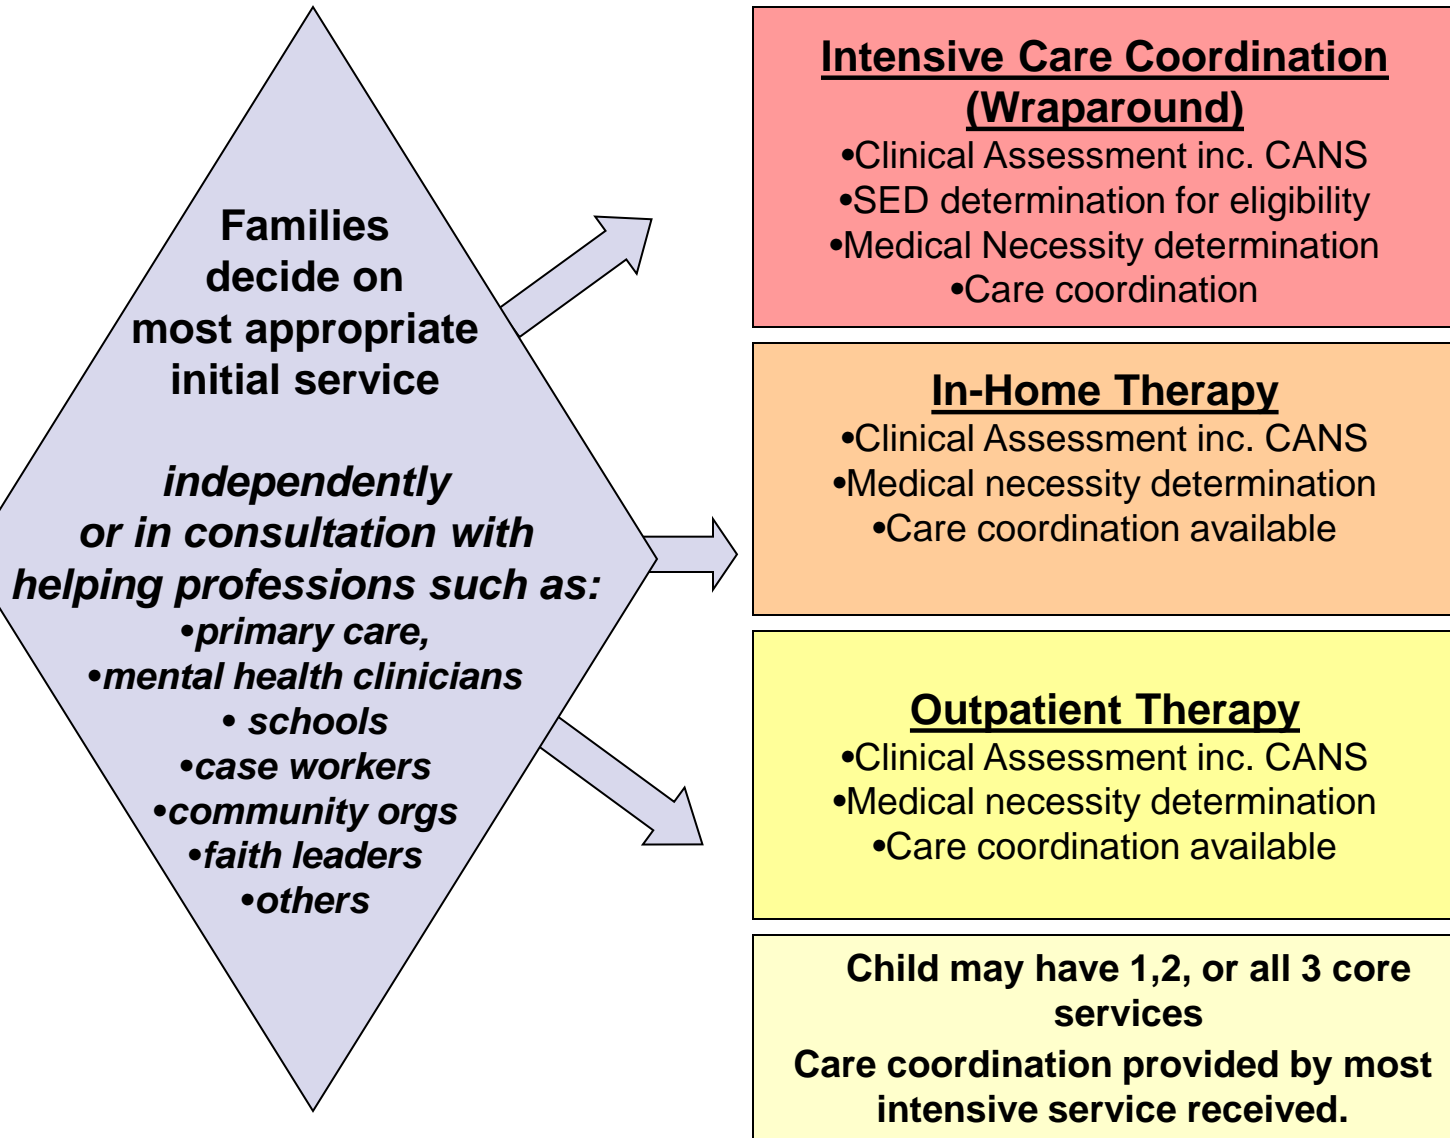 Families
decide on
most appropriate
initial service
independently
or in consultation with
helping professions such as:
•primary care,
•mental health clinicians
• schools
•case workers
•community orgs
•faith leaders
•others
Intensive Care Coordination
(Wraparound)
•Clinical Assessment inc. CANS
•SED determination for eligibility
•Medical Necessity determination
•Care coordination
In-Home Therapy
•Clinical Assessment inc. CANS
•Medical necessity determination
•Care coordination available
Outpatient Therapy
•Clinical Assessment inc. CANS
•Medical necessity determination
•Care coordination available
Child may have 1,2, or all 3 core
services
Care coordination provided by most
intensive service received.